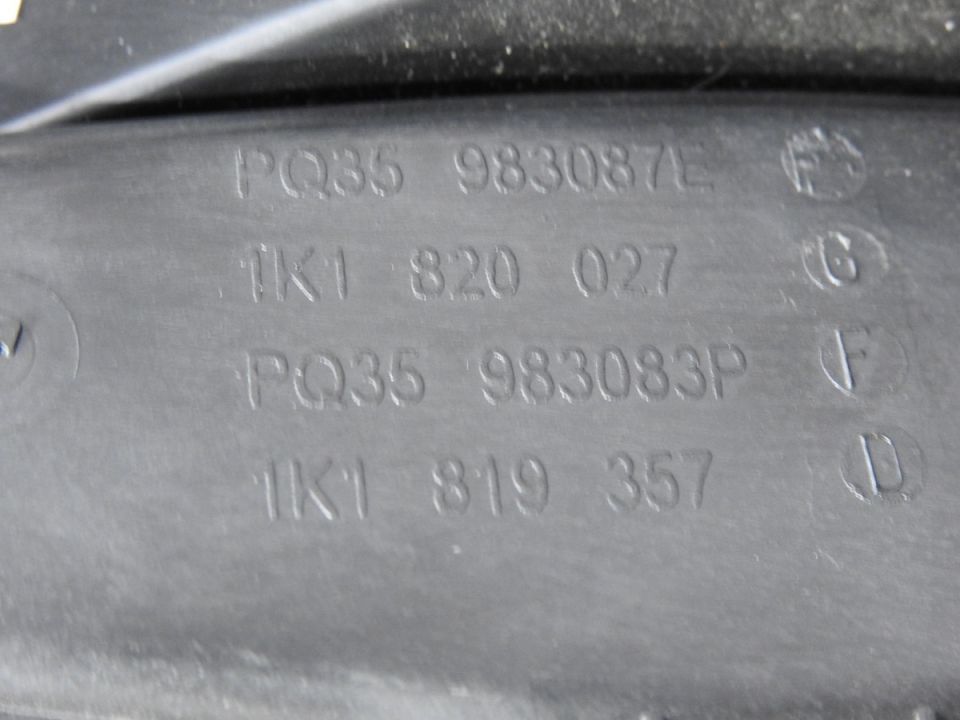 PQ35 983087E F
1K1 820 027 G
PQ35 983083P F
1K1 819 357 D